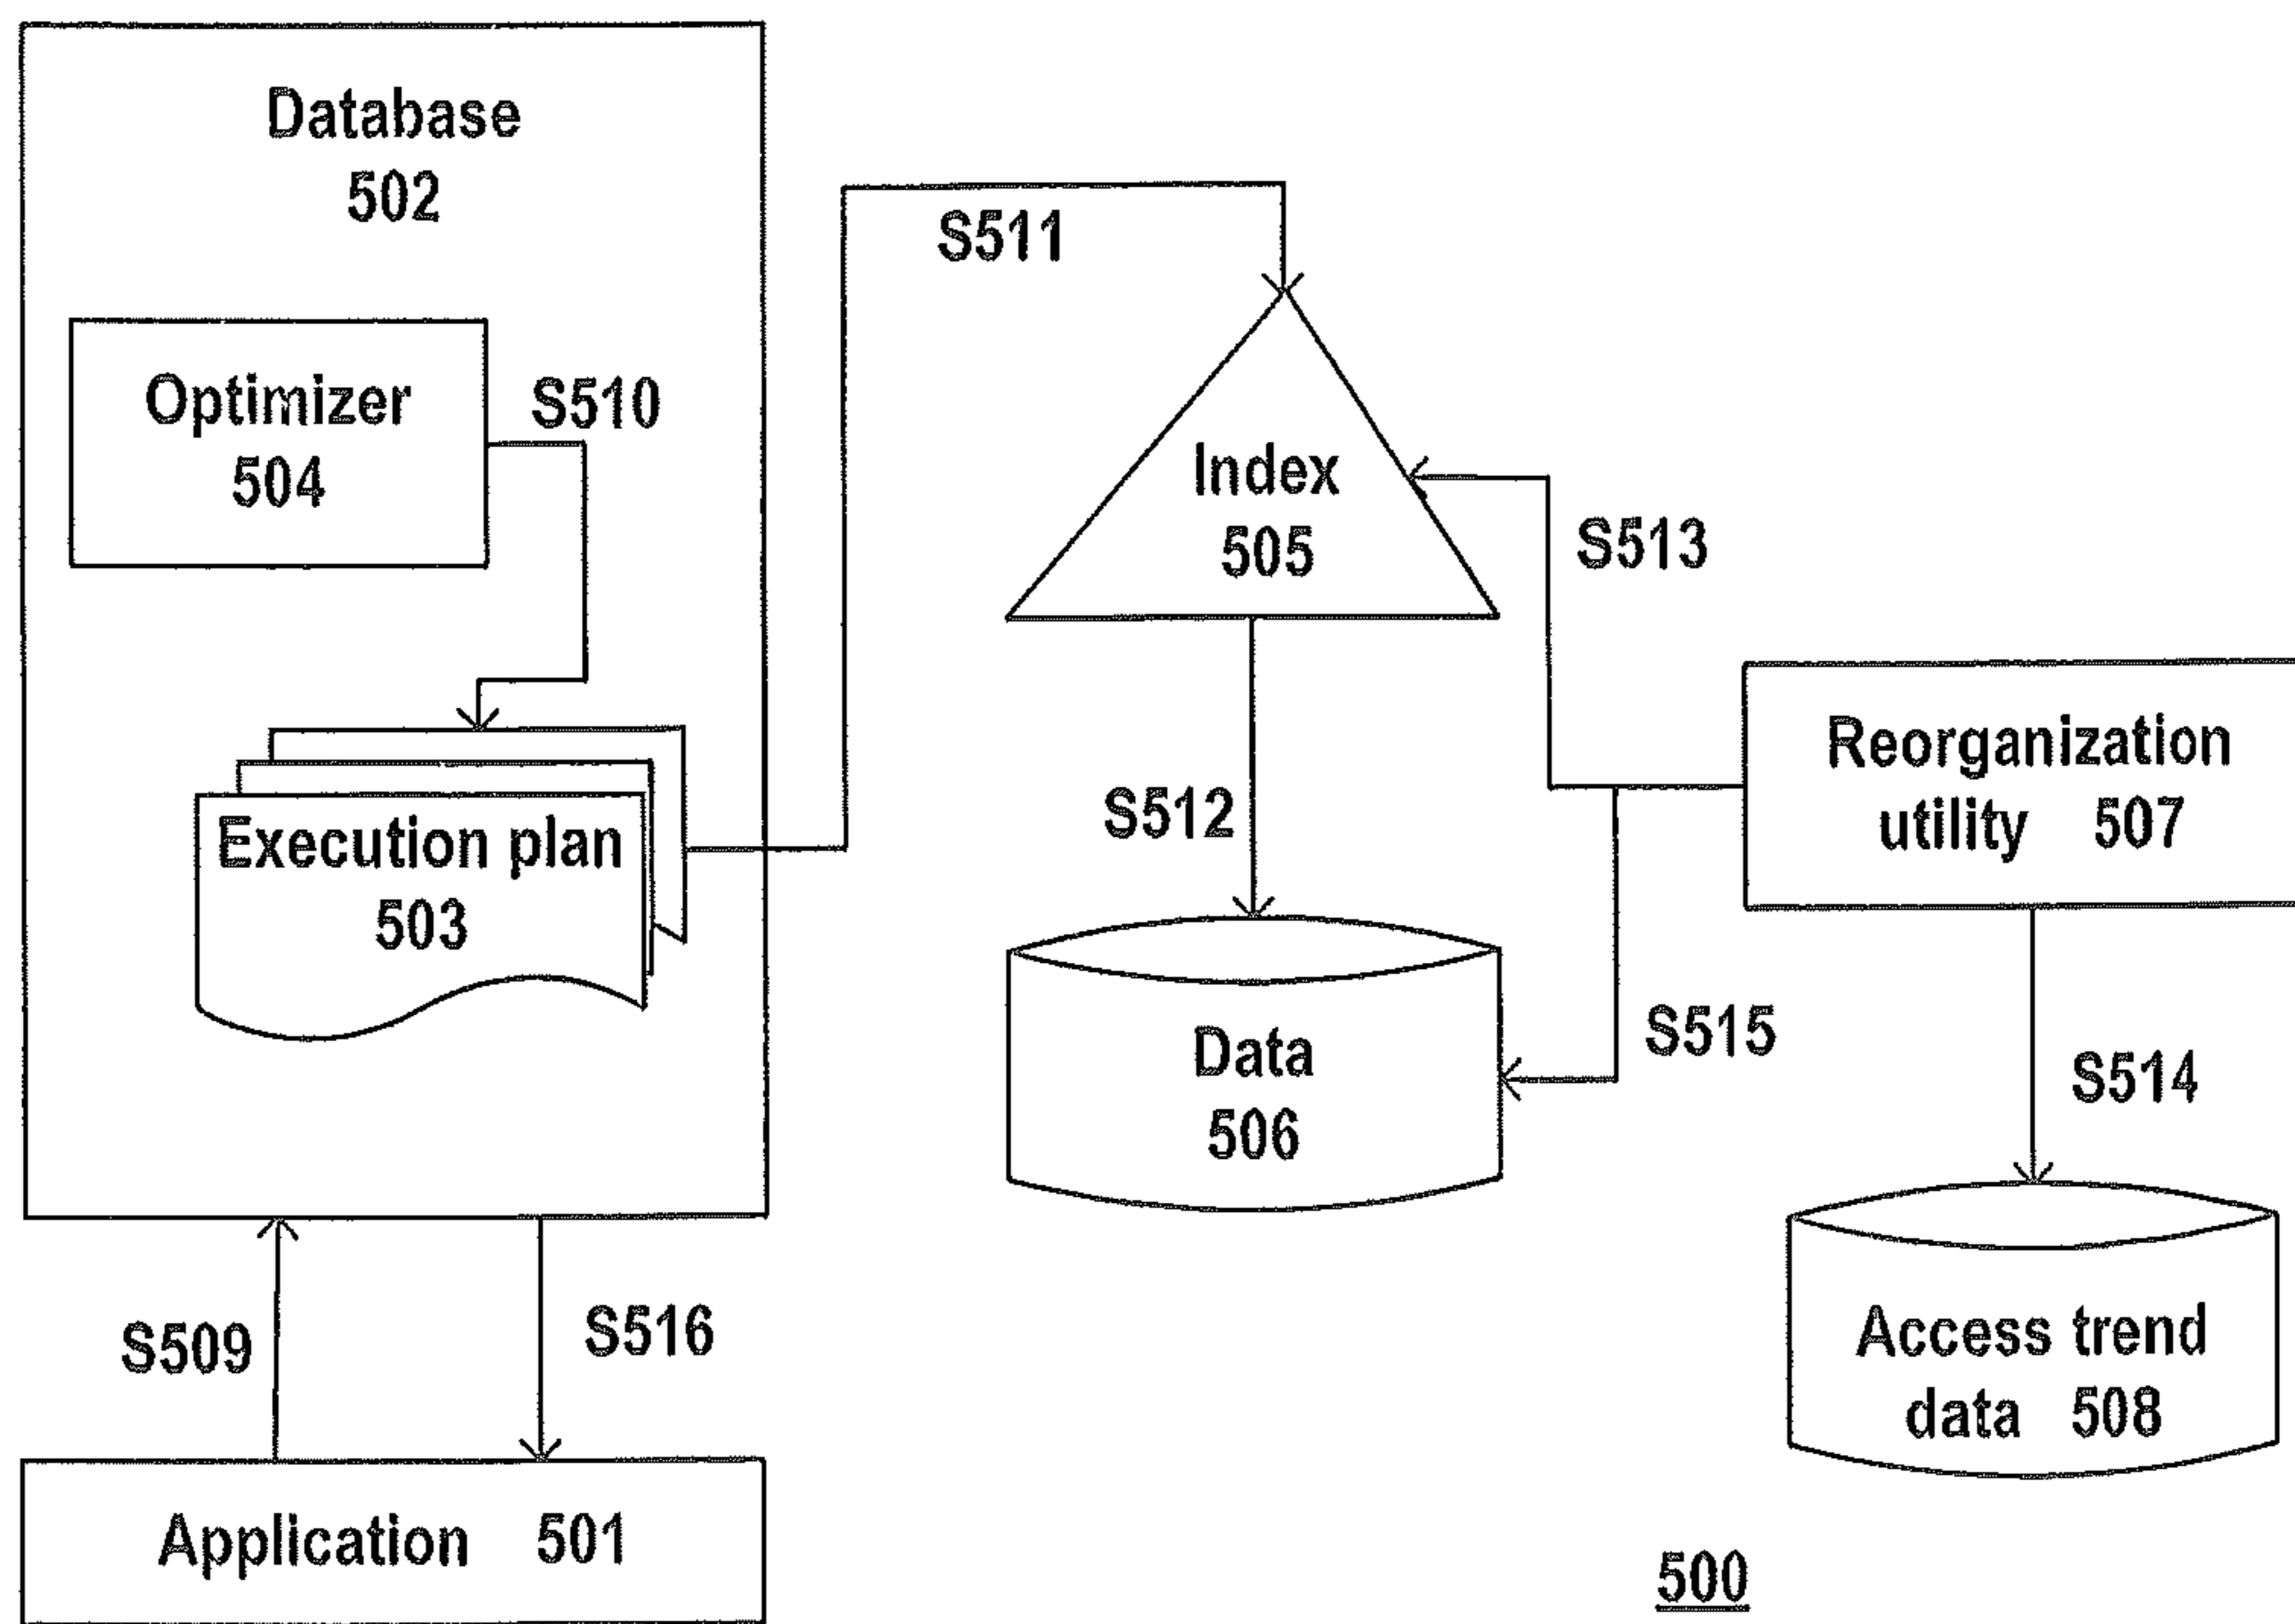 Database
502
S511
Optimizer
504
S510
Index
505
S513
Execution plan
503
S512
Reorganization
utility 507
Data
506
S515
S514
S509
S516
Access trend
data 508
Application 501
500